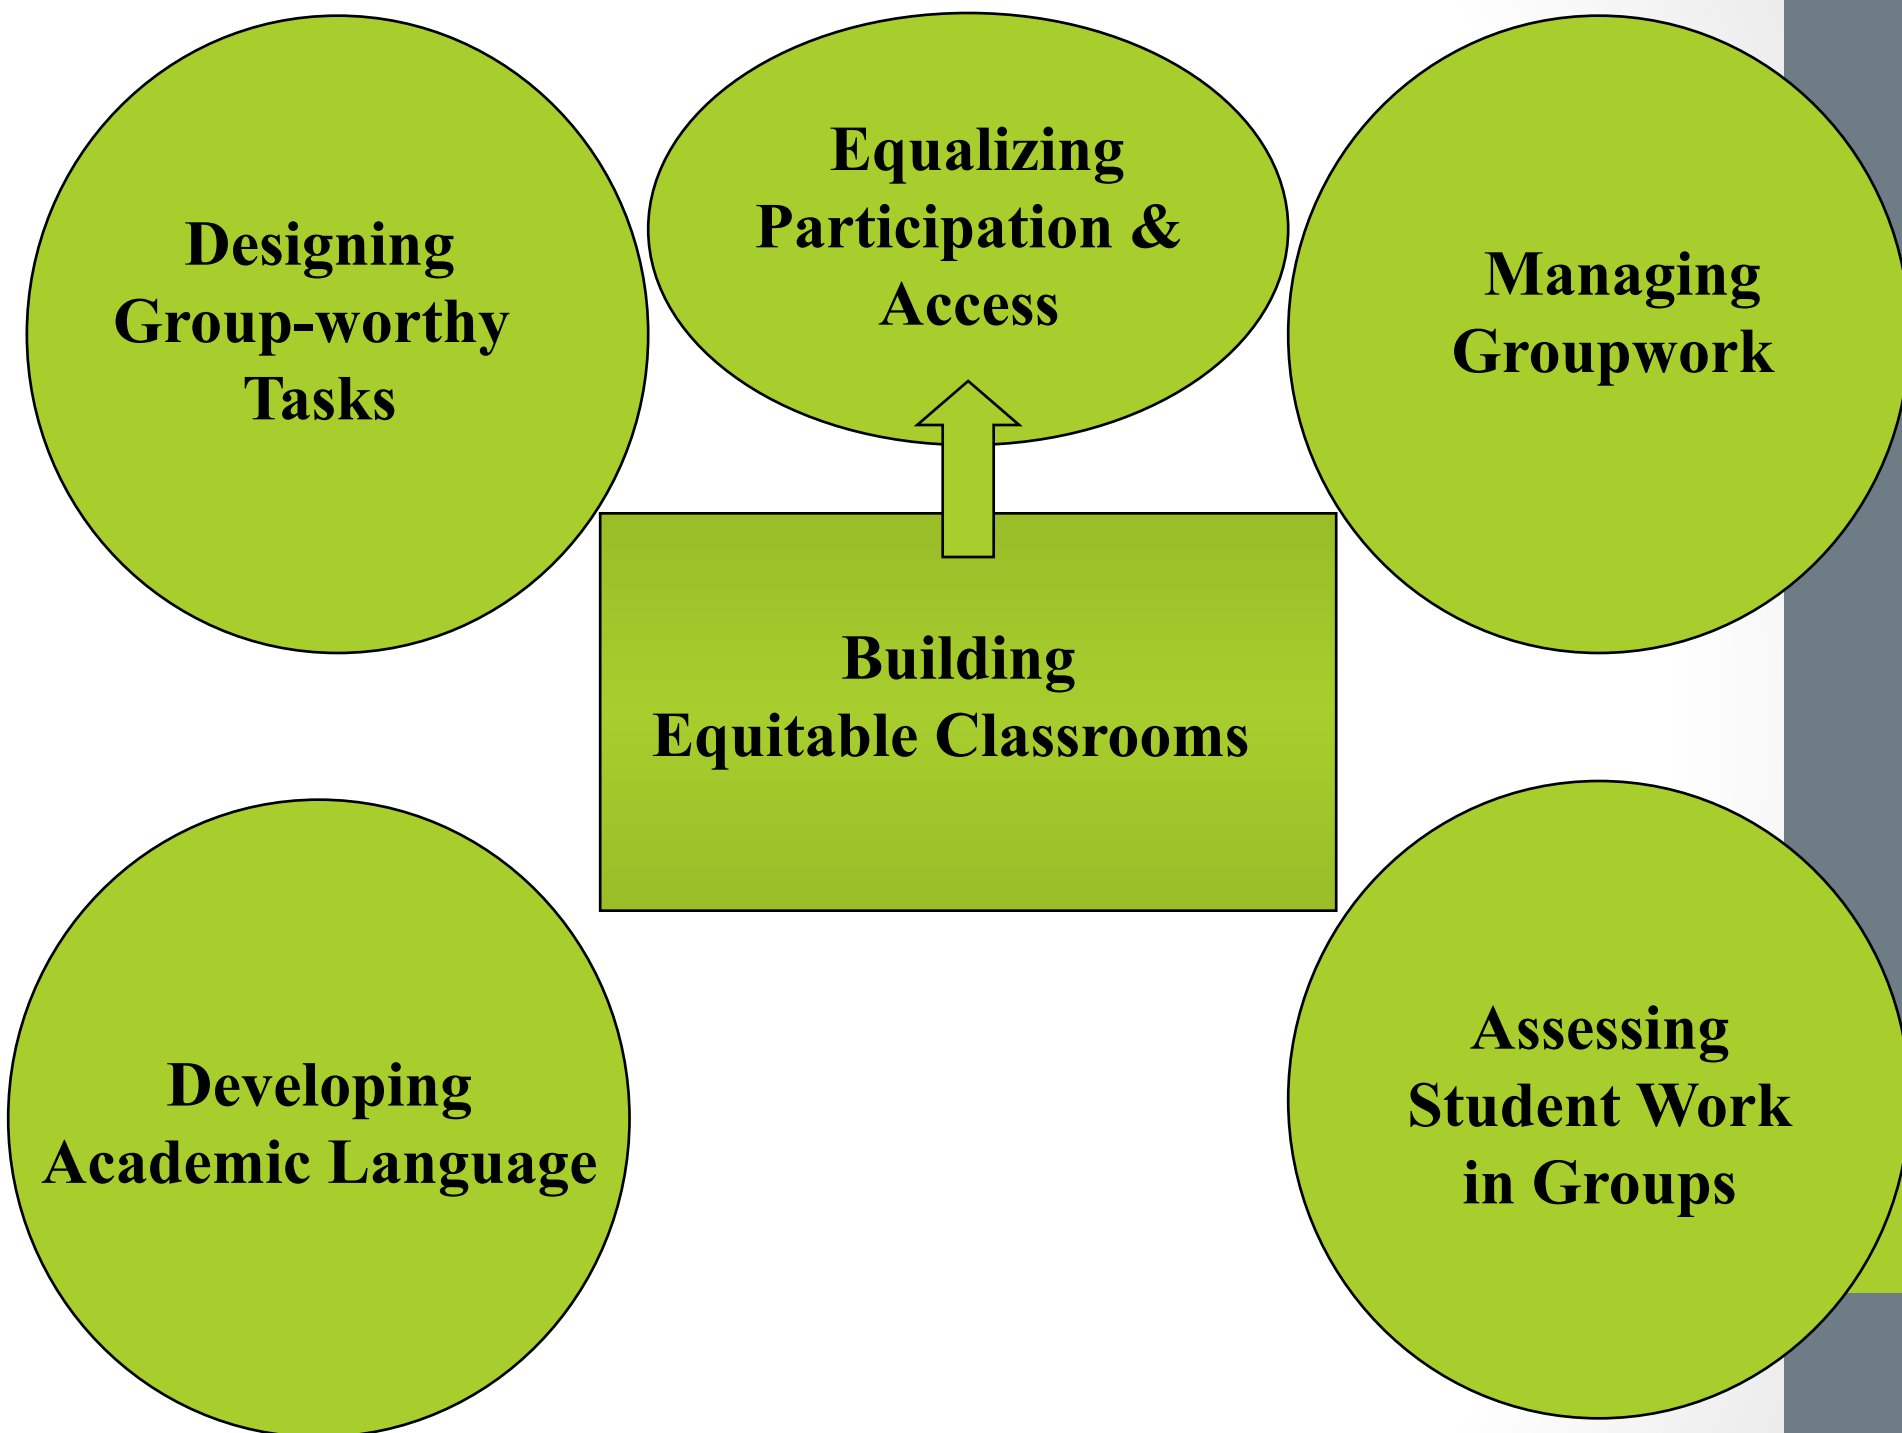 Designing
Group-worthy
Tasks
Equalizing
Participation &
Access
Managing
Groupwork
Building
Equitable Classrooms
Developing
Academic Language
Assessing
Student Work
in Groups